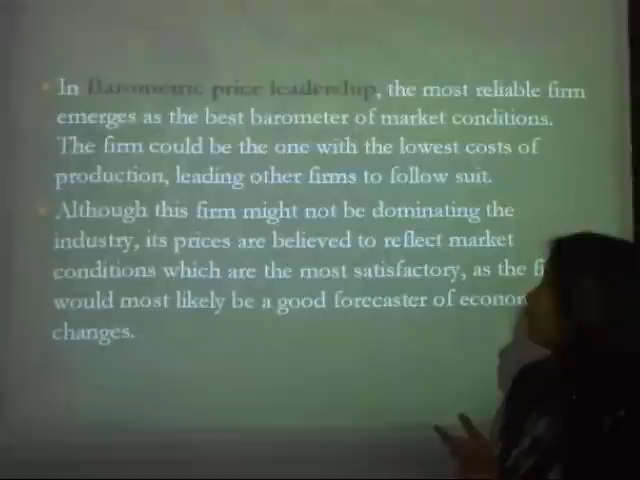 In Barometric price leadership, the most reliable firm
emerges as the best barometer of market conditions.
The firm could be the one with the lowest costs of
production, leading other firms to follow suit.
Although this firm might not be dominating the
industry, its prices are believed to reflect market
conditions which are the most satisfactory, as the
would most likely be a good forecaster of
changes.